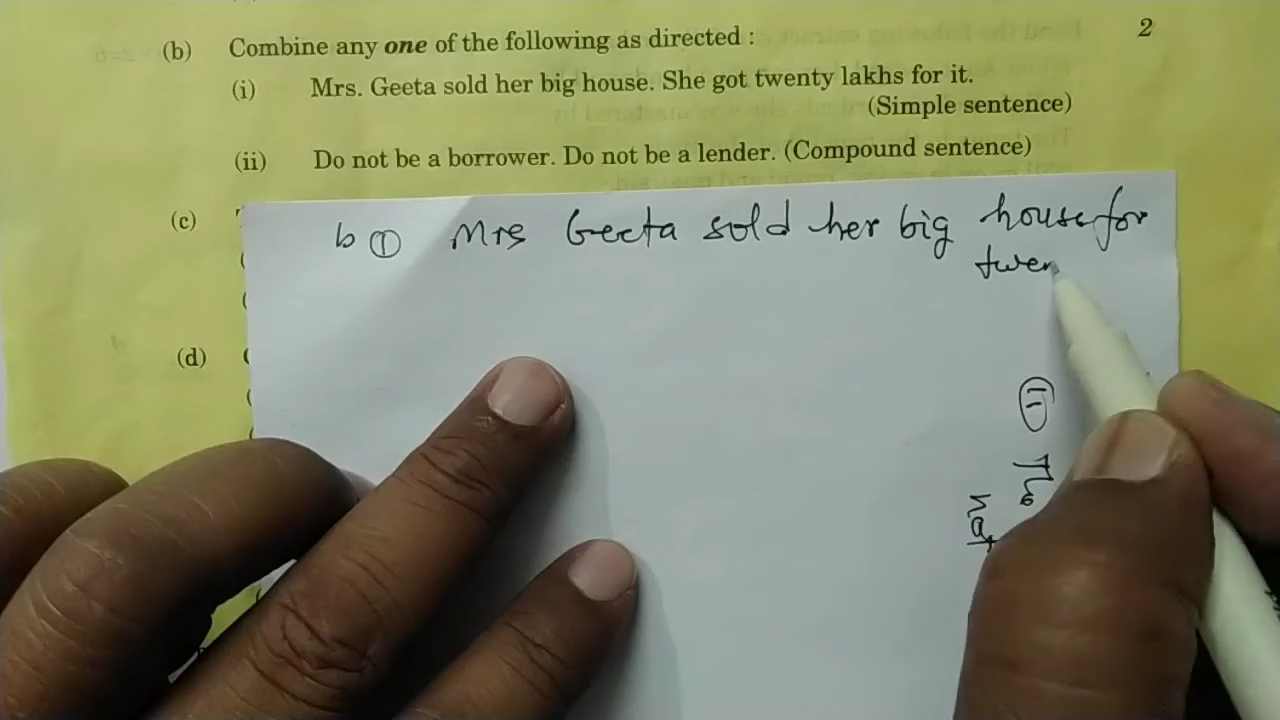 2
(b) Combine any one of the following as directed :
(i) Mrs. Geeta sold her big house. She got twenty lakhs for it.
(Simple sentence)
(ii) Do not be a borrower. Do not be a lender. (Compound sentence)
(c)
b ① Mrs Geeta sold her big house for
twen
(d)
ⓘⓘ The
nat